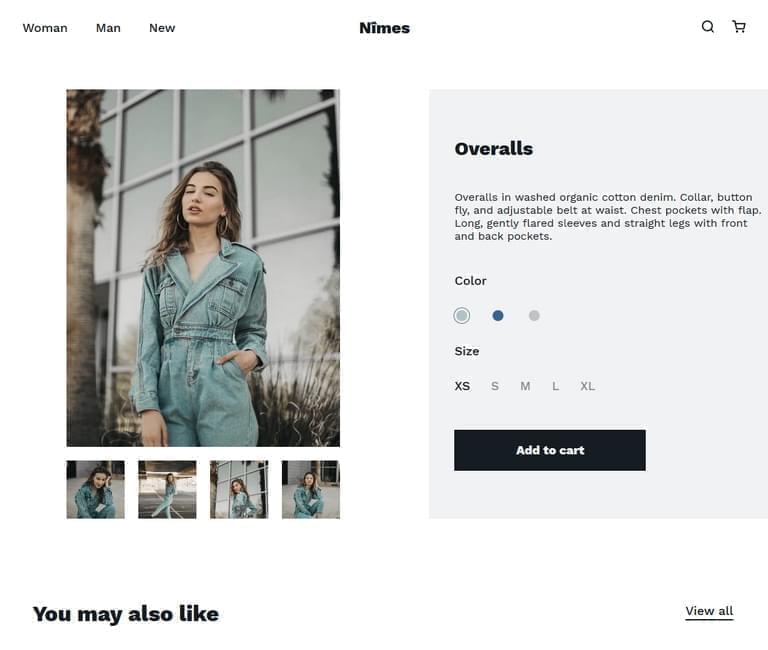 Woman
Man
New
Nîmes
Overalls
Overalls in washed organic cotton denim. Collar, button
fly, and adjustable belt at waist. Chest pockets with flap.
Long, gently flared sleeves and straight legs with front
and back pockets.
Color
Size
XS S M L XL
Add to cart
You may also like
View all